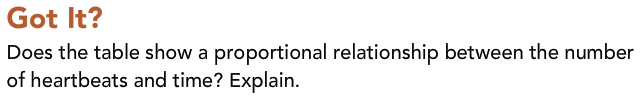 Got It?
Does the table show a proportional relationship between the number
of heartbeats and time? Explain.